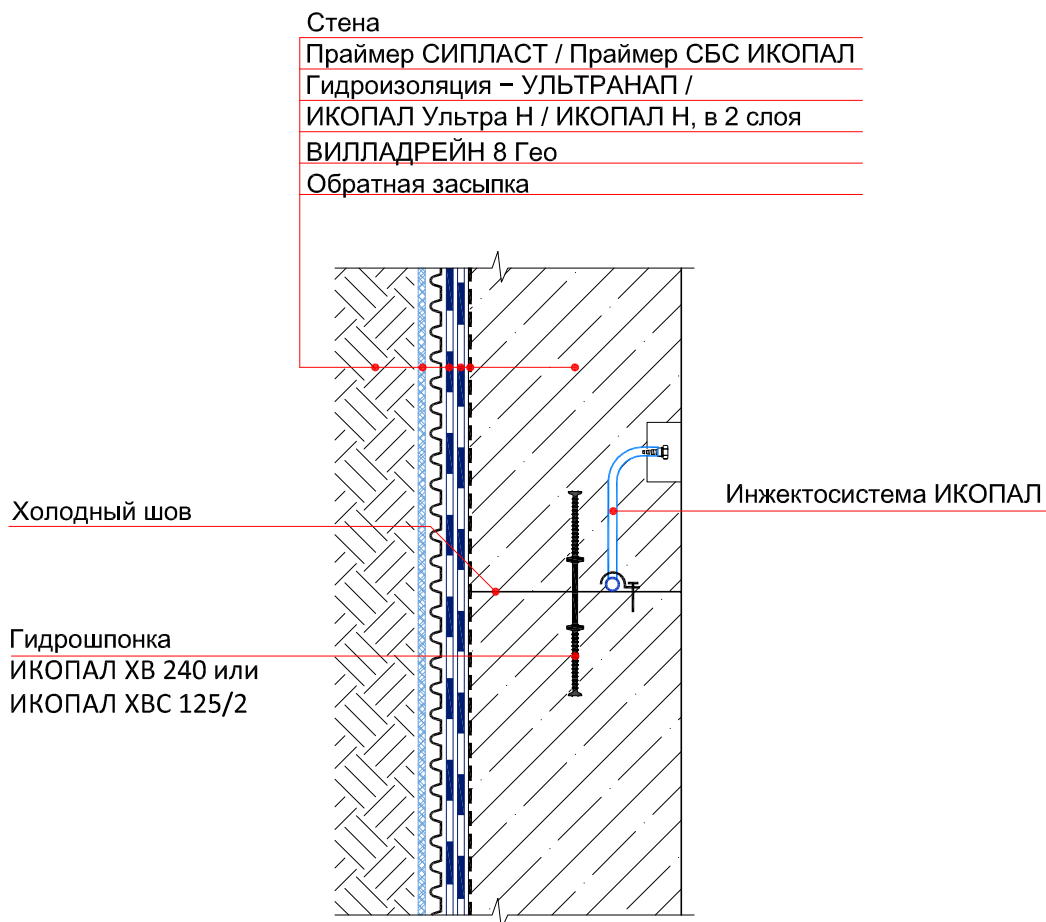 Стена
Праймер СИПЛАСТ / Праймер СБС ИКОПАЛ
Гидроизоляция – УЛЬТРАНАП /
ИКОПАЛ Ультра Н / ИКОПАЛ Н, в 2 слоя
ВИЛЛАДРЕЙН 8 Гео
Обратная засыпка
Инжектосистема ИКОПАЛ
Холодный шов
Гидрошпонка
ИКОПАЛ ХВ 240 или
ИКОПАЛ ХВС 125/2